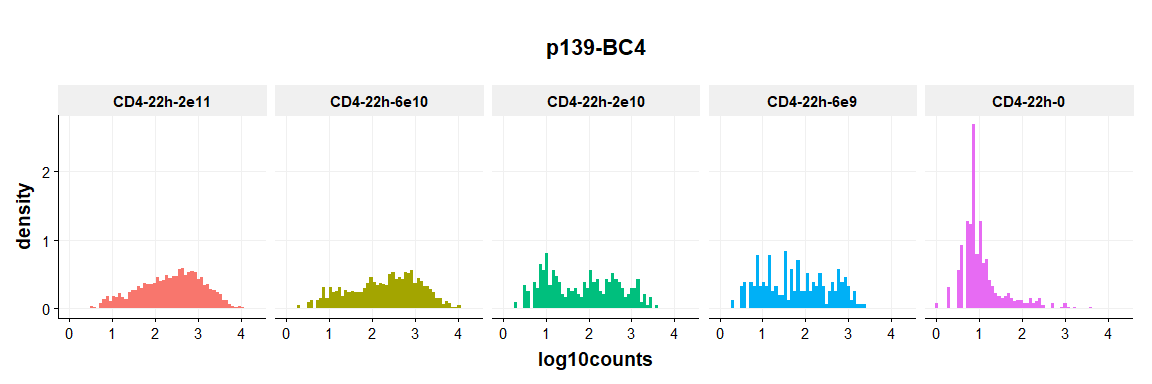 p139-BC4
CD4-22h-2e11 CD4-22h-6e10 CD4-22h-2e10 CD4-22h-6e9 CD4-22h-0
density
2
1
0
0 1 2 3 4 0 1 2 3 4 0 1 2 3 4 0 1 2 3 4 0 1 2 3 4
log10counts